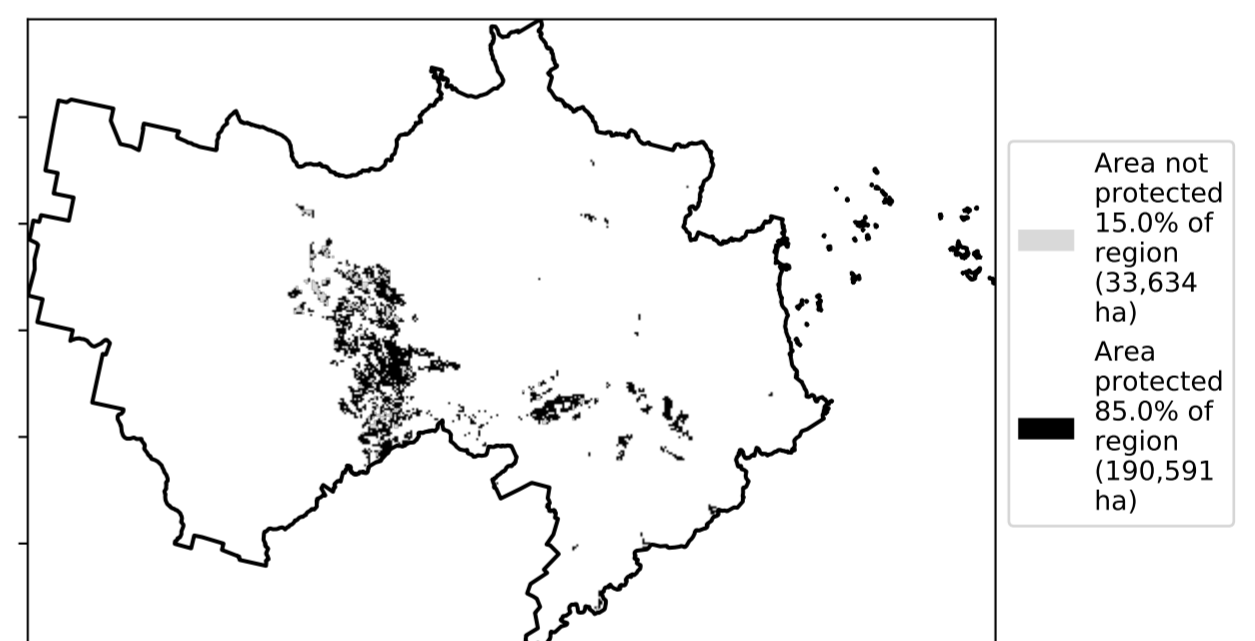 Area not
protected
15.0% of
region
(33,634
ha)
Area
protected
85.0% of
region
(190,591
ha)